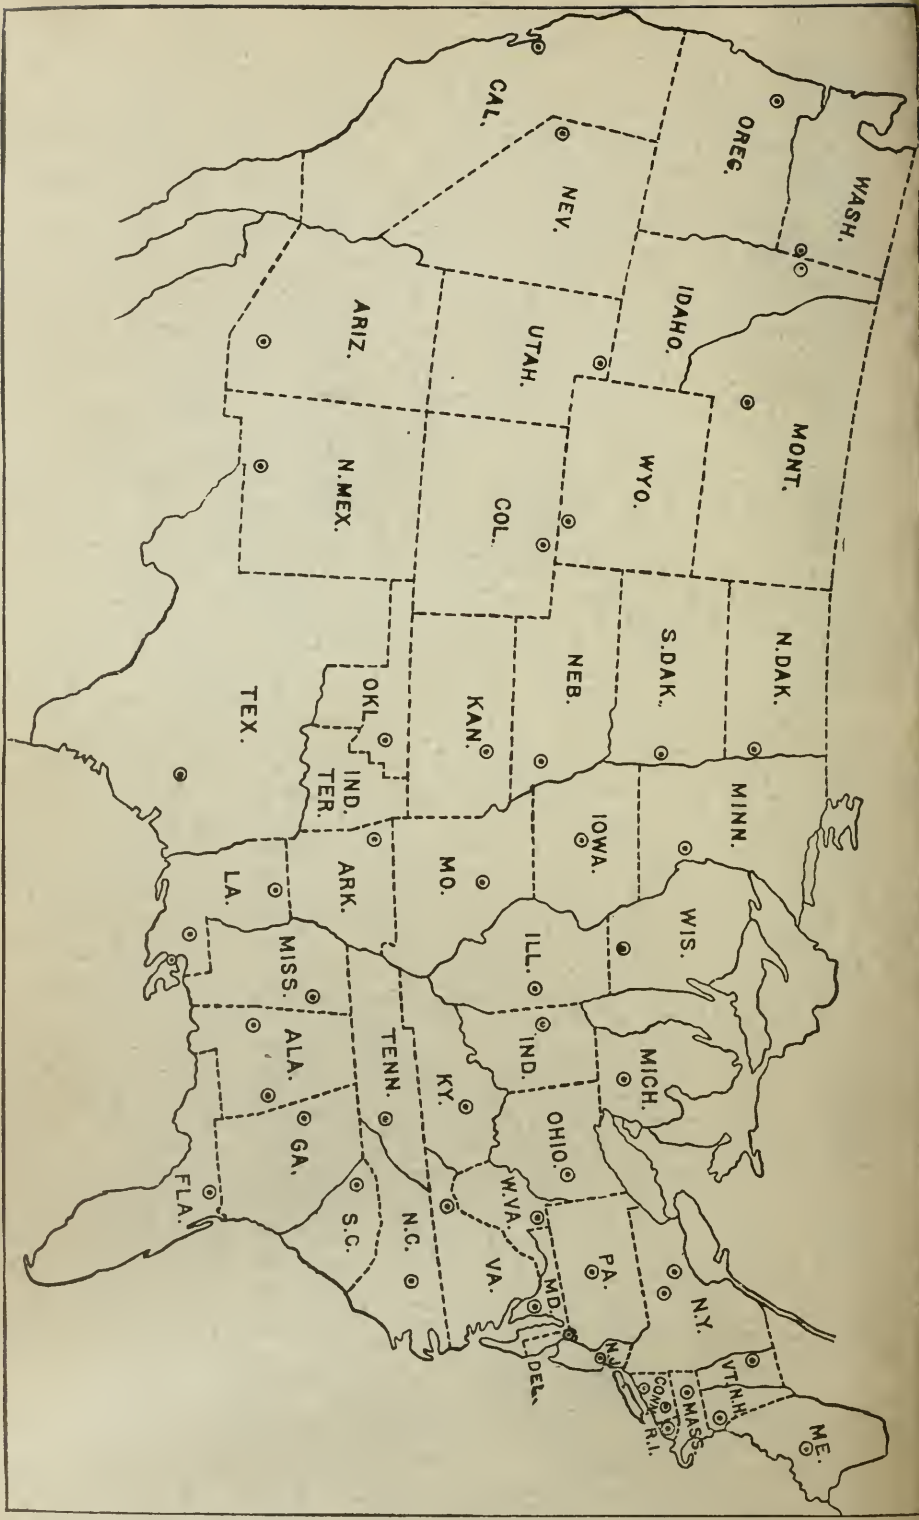 WASH.
OREG.
CAL.
NEV.
IDAHO.
MONT.
WYO.
UTAH.
ARIZ.
COL.
N.MEX.
N.DAK.
S.DAK.
NEB.
KAN.
OKL.
IND.
TER.
TEX.
MINN.
IOWA.
MO.
ARK.
LA.
WIS.
ILL.
MICH.
IND.
OHIO.
KY.
TENN.
MISS.
ALA.
GA.
FLA.
S.C.
N.C.
VA.
W.VA.
MD.
DEL.
PA.
N.J.
N.Y.
CONN.
R.I.
MASS.
VT.
N.H.
ME.